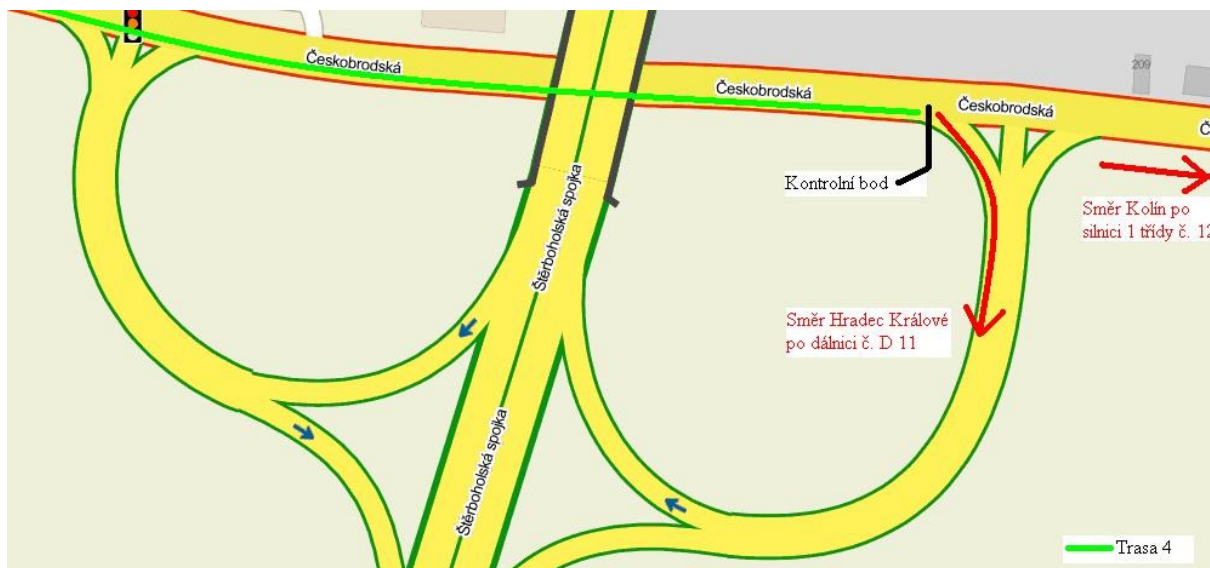 Českobrodská
Českobrodská
Českobrodská
209
Č
Kontrolní bod
Směr Kolín po
silnici 1 třídy č. 12
Štěrboholská spojka
Směr Hradec Králové
po dálnici č. D 11
Štěrboholská spojka
Trasa 4